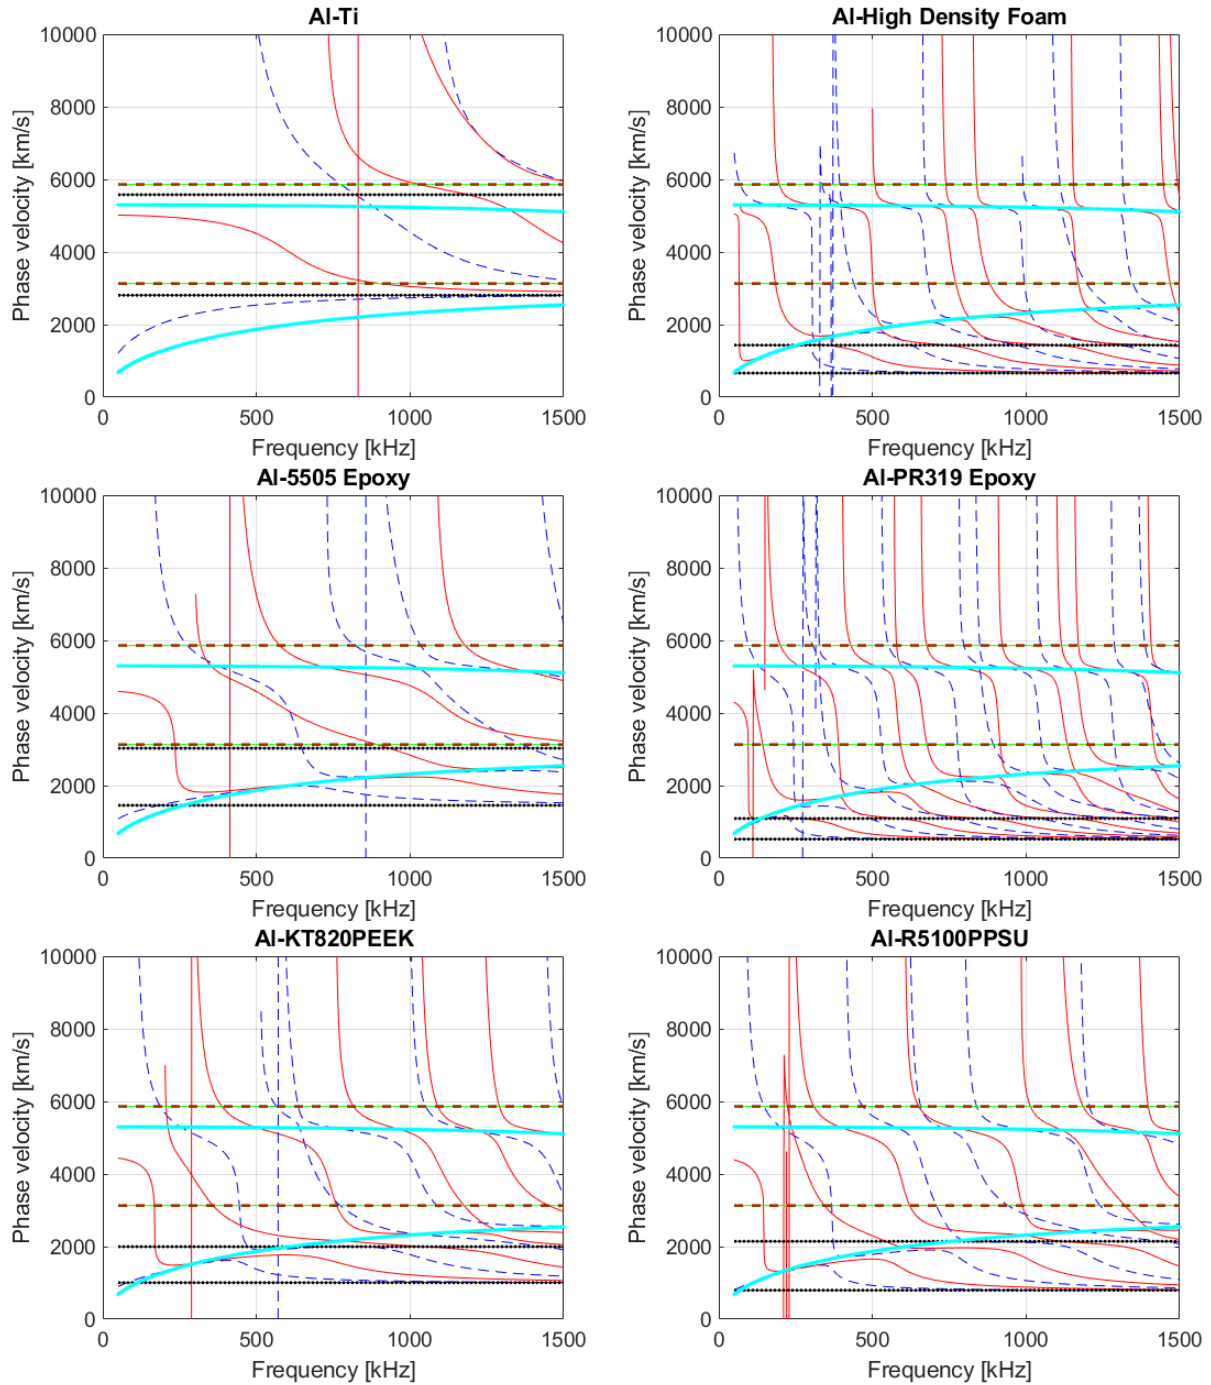 Al-Ti
10000
8000
6000
4000
2000
0
0 500 1000 1500
Phase velocity [km/s]
Frequency [kHz]
Al-High Density Foam
10000
8000
6000
4000
2000
0
0 500 1000 1500
Phase velocity [km/s]
Frequency [kHz]
Al-5505 Epoxy
10000
8000
6000
4000
2000
0
0 500 1000 1500
Phase velocity [km/s]
Frequency [kHz]
Al-PR319 Epoxy
10000
8000
6000
4000
2000
0
0 500 1000 1500
Phase velocity [km/s]
Frequency [kHz]
Al-KT820PEEK
10000
8000
6000
4000
2000
0
0 500 1000 1500
Phase velocity [km/s]
Frequency [kHz]
Al-R5100PPSU
10000
8000
6000
4000
2000
0
0 500 1000 1500
Phase velocity [km/s]
Frequency [kHz]